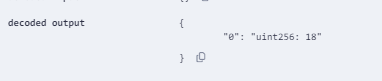 decoded output {
"0": "uint256: 18"
}